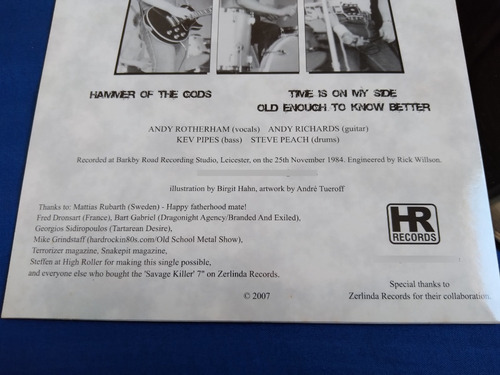 HAMMER OF THE GODS
TIME IS ON MY SIDE
OLD ENOUGH TO KNOW BETTER
ANDY ROTHERHAM (vocals) ANDY RICHARDS (guitar)
KEV PIPES (bass) STEVE PEACH (drums)
Recorded at Barkby Road Recording Studio, Leicester, on the 25th November 1984. Engineered by Rick Willson.
illustration by Birgit Hahn, artwork by Andrè Tueroff
Thanks to: Mattias Rubarth (Sweden) - Happy fatherhood mate!
Fred Dronsart (France), Bart Gabriel (Dragonight Agency/Branded And Exiled),
Georgios Sidiropoulos (Tartarean Desire),
Mike Grindstaff (hardrockin80s.com/Old School Metal Show),
Terrorizer magazine, Snakepit magazine,
Steffen at High Roller for making this single possible,
and everyone else who bought the 'Savage Killer' 7" on Zerlinda Records.
HR
RECORDS
© 2007
Special thanks to
Zerlinda Records for their collaboration